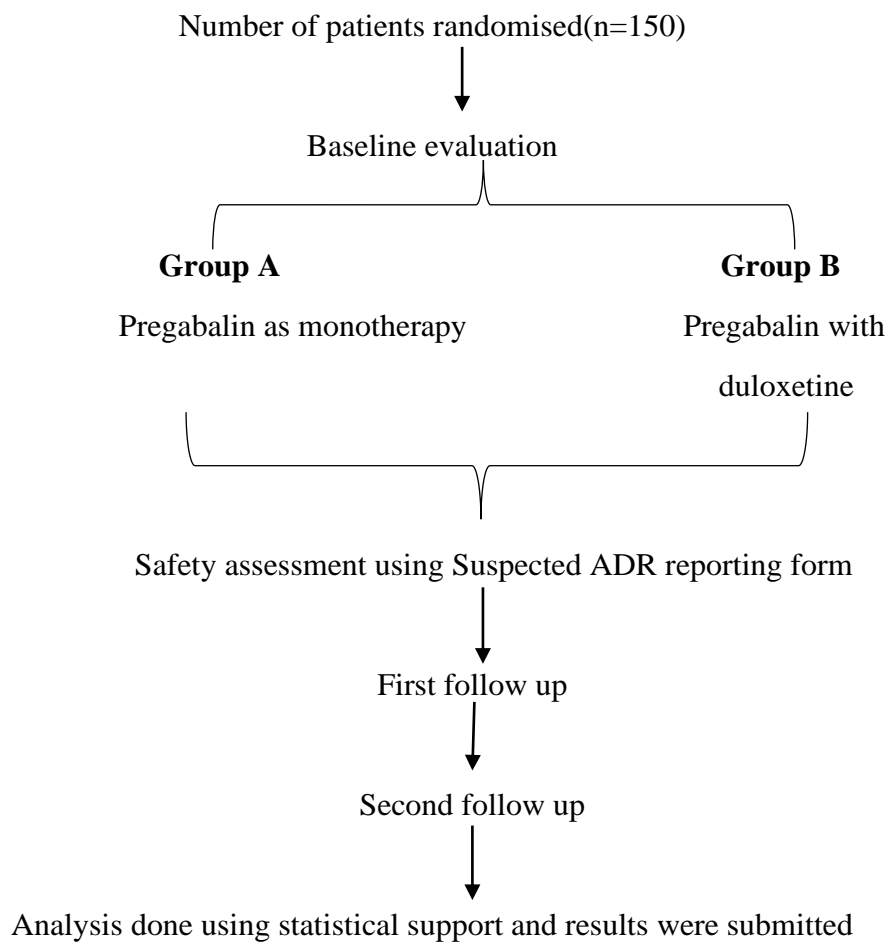 Number of patients randomised(n=150)
Baseline evaluation
Group A
Group B
Pregabalin as monotherapy
Pregabalin with
duloxetine
Safety assessment using Suspected ADR reporting form
First follow up
Second follow up
Analysis done using statistical support and results were submitted